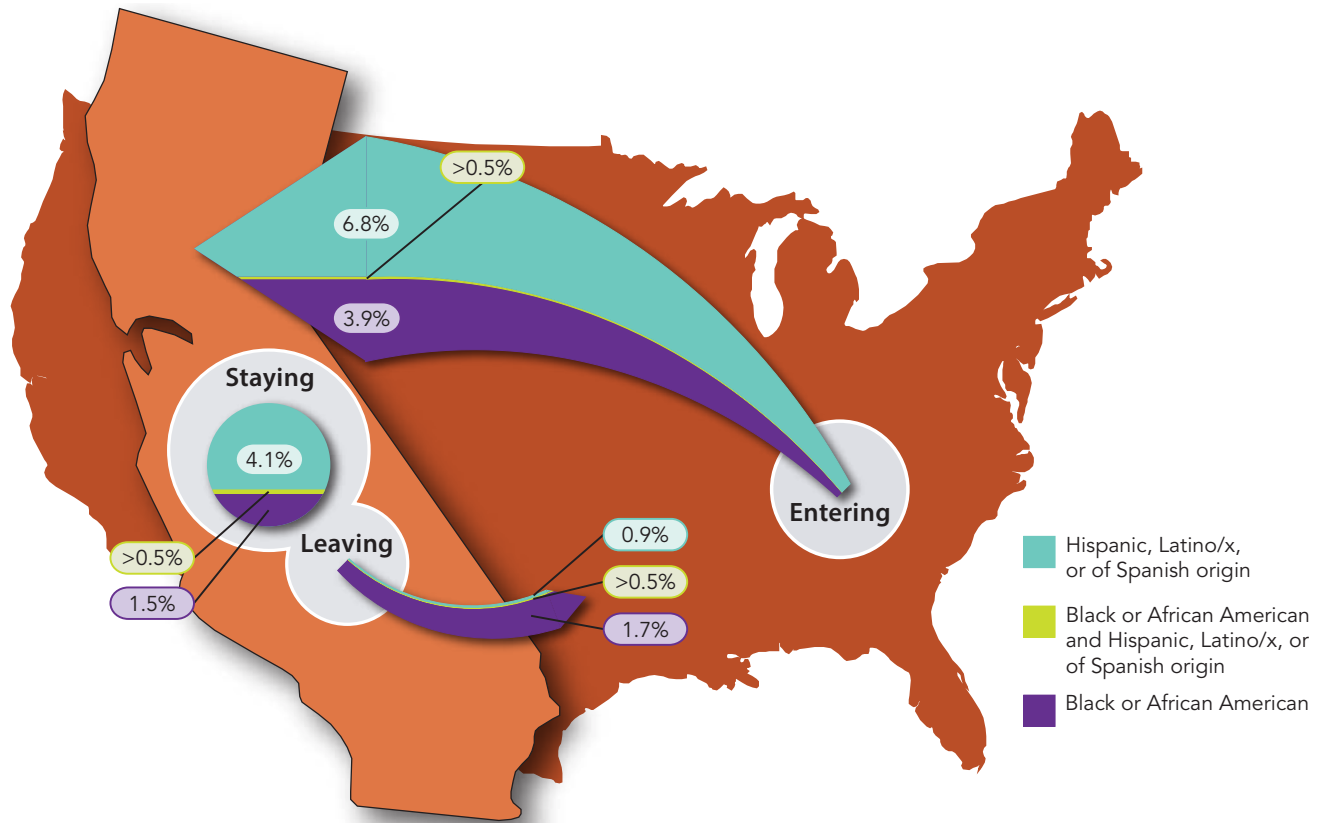 >0.5%
6.8%
3.9%
Staying
4.1%
Leaving
>0.5%
1.5%
0.9%
>0.5%
1.7%
Entering
Hispanic, Latino/x,
or of Spanish origin
Black or African American
and Hispanic, Latino/x, or
of Spanish origin
Black or African American